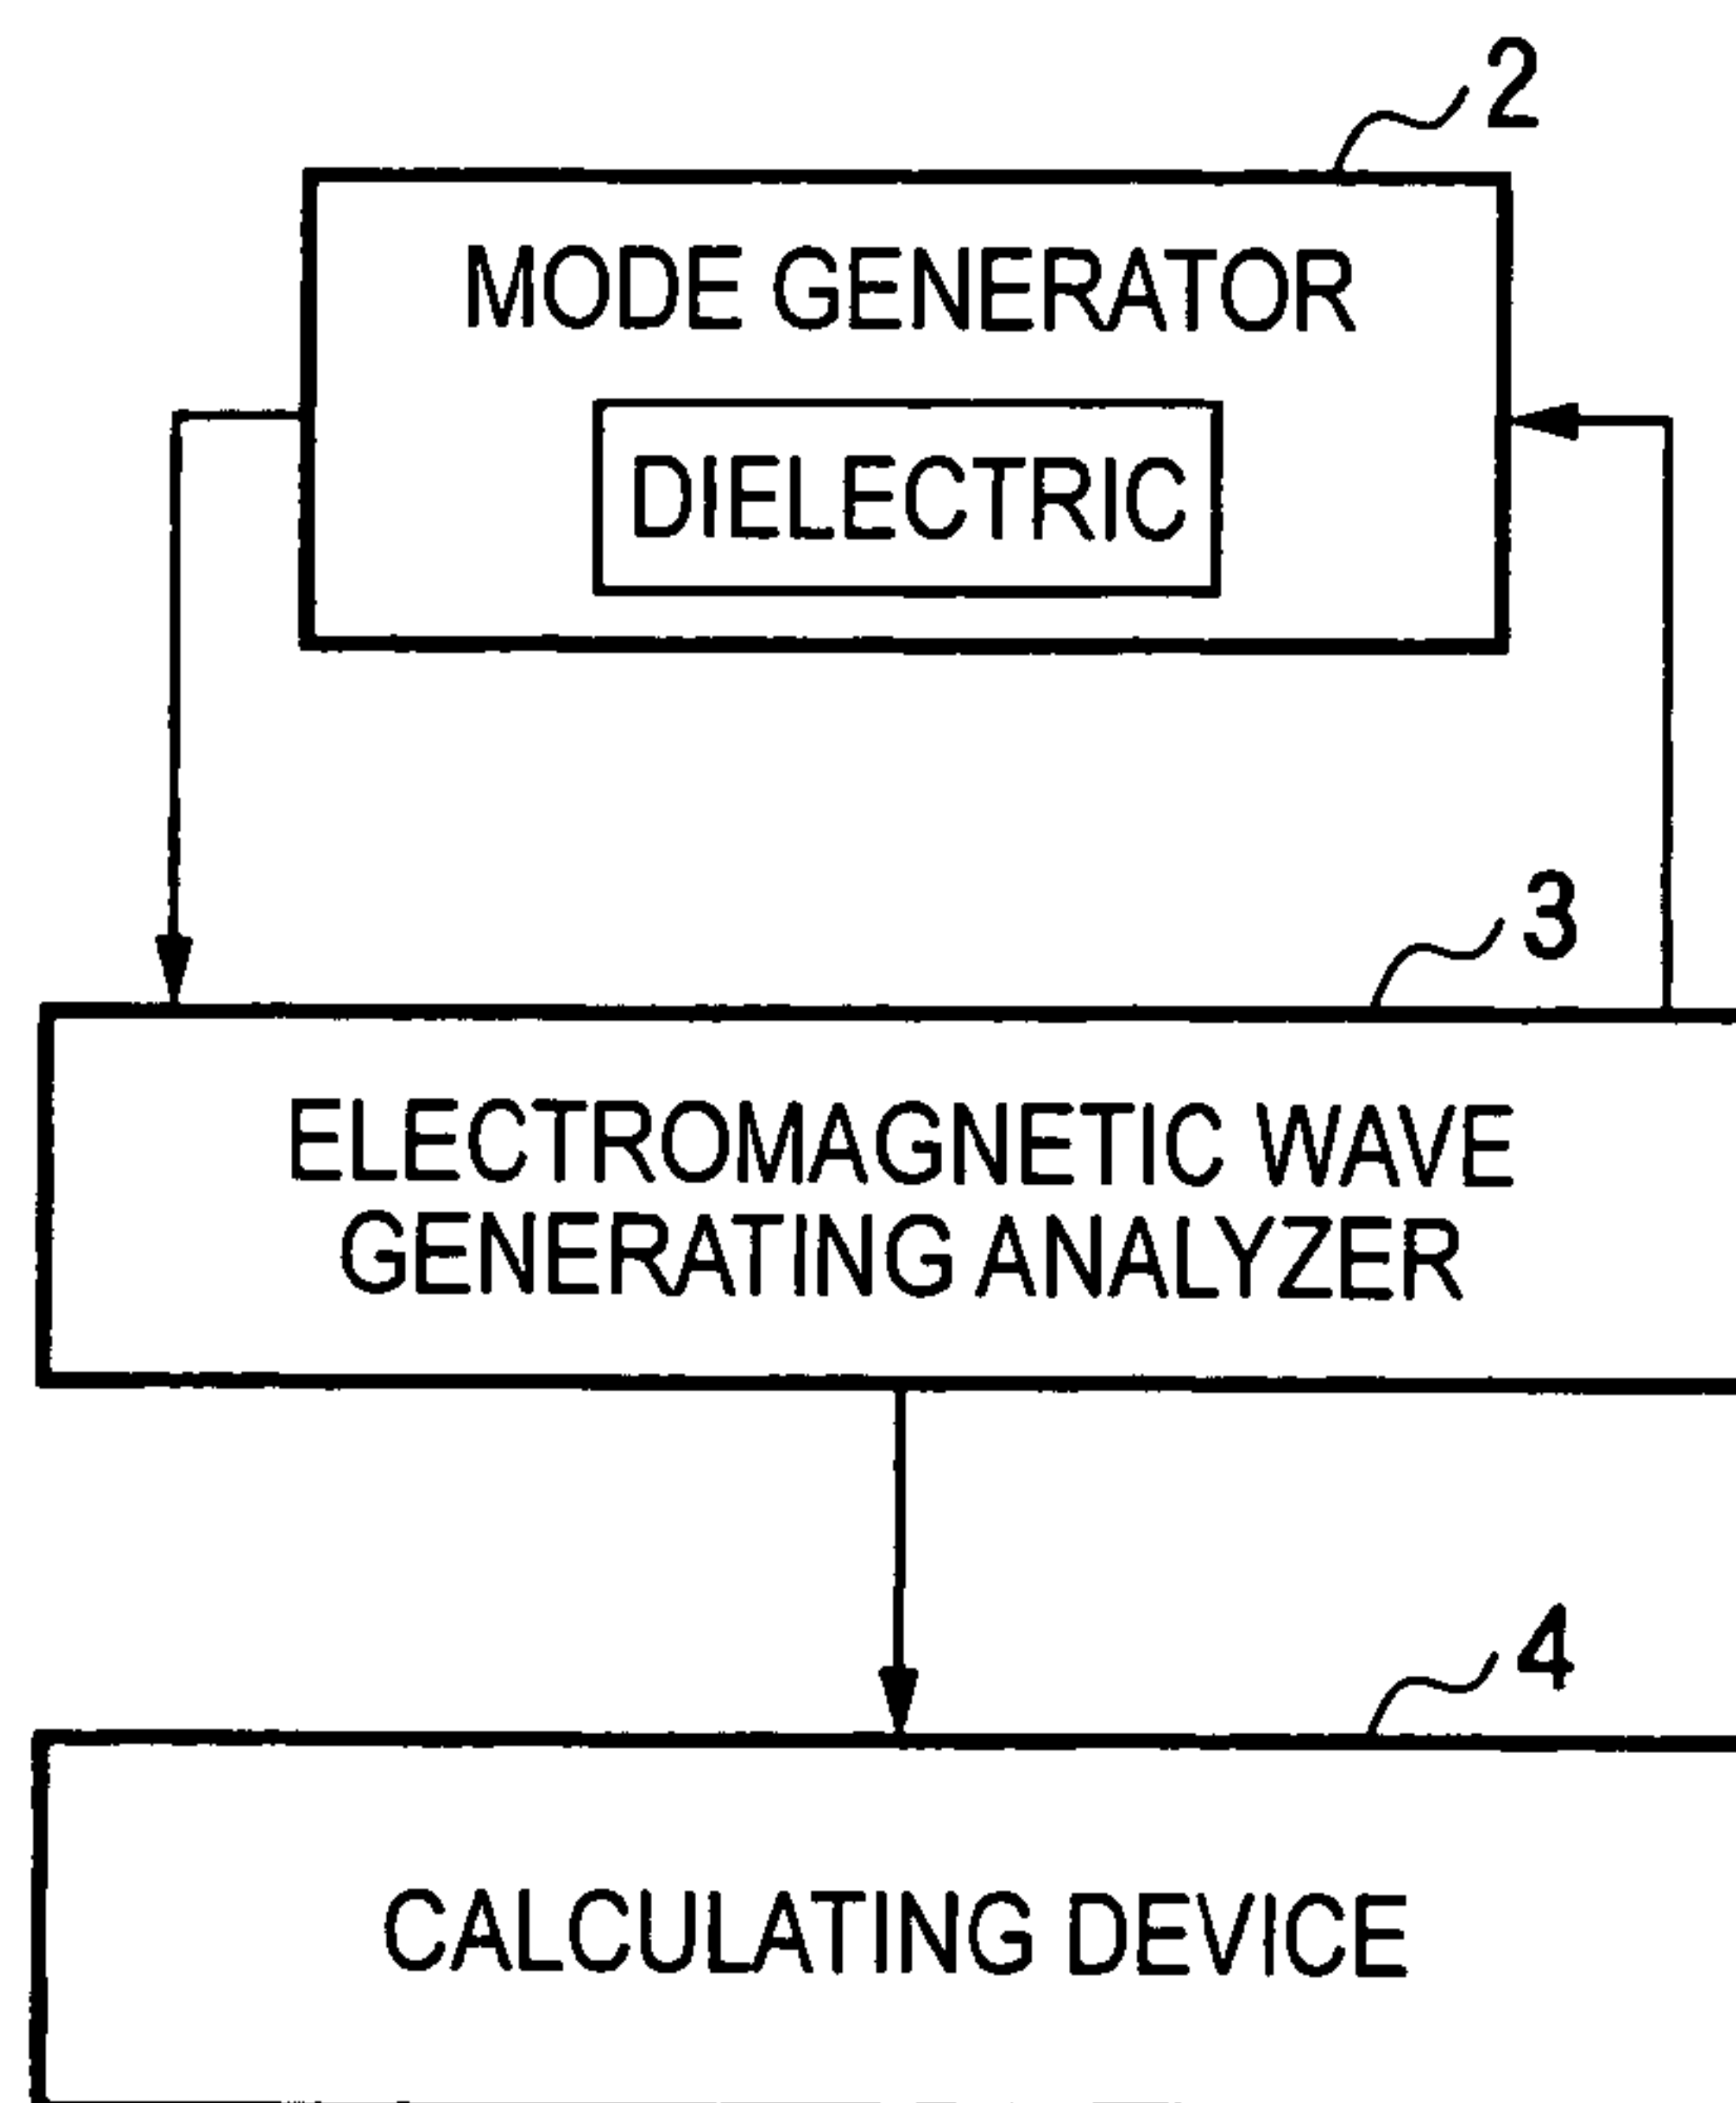 2
MODE GENERATOR
DIELECTRIC
3
ELECTROMAGNETIC WAVE
GENERATING ANALYZER
4
CALCULATING DEVICE